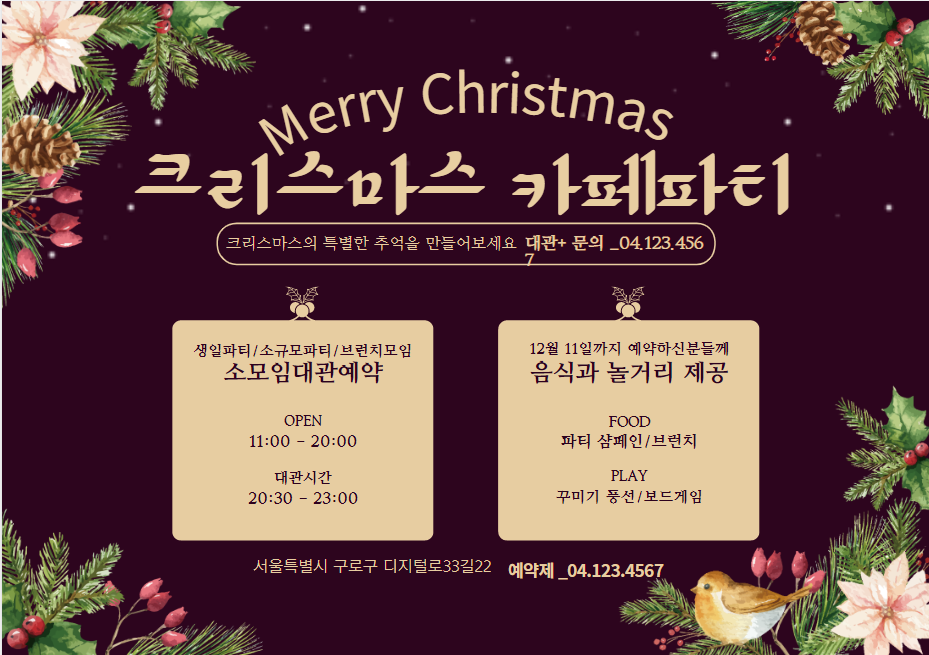 Merry Christmas
크리스마스 카페파티
크리스마스의 특별한 추억을 만들어보세요 대관+ 문의 _04.123.456
7
생일파티/소규모파티/브런치모임
소모임대관예약
OPEN
11:00 - 20:00
대관시간
20:30 - 23:00
12월 11일까지 예약하신분들께
음식과 놀거리 제공
FOOD
파티 샴페인/브런치
PLAY
꾸미기 풍선/보드게임
서울특별시 구로구 디지털로33길22 예약제 _04.123.4567